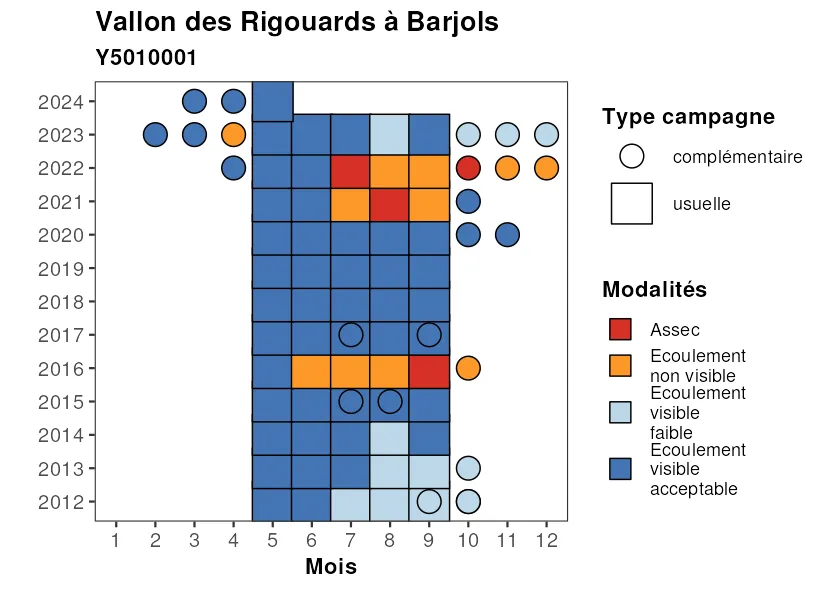 Vallon des Rigouards à Barjols
Y5010001
2024
2023
2022
2021
2020
2019
2018
2017
2016
2015
2014
2013
2012
1 2 3 4 5 6 7 8 9 10 11 12
Mois
Type campagne
complémentaire
usuelle
Modalités
Assec
Ecoulement
non visible
Ecoulement
visible
faible
Ecoulement
visible
acceptable